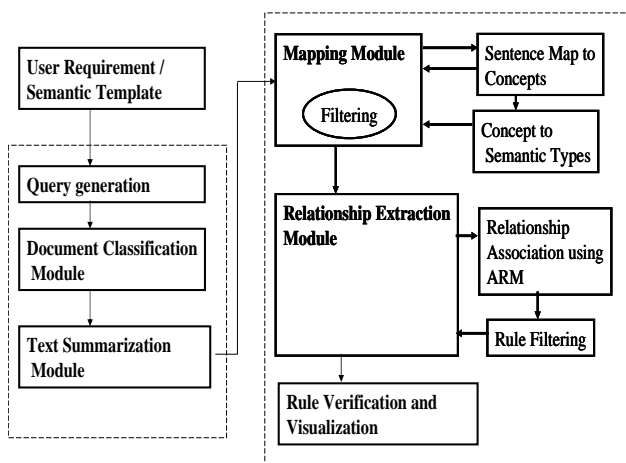 User Requirement /
Semantic Template
Query generation
Document Classification
Module
Text Summarization
Module
Mapping Module
Filtering
Sentence Map to
Concepts
Concept to
Semantic Types
Relationship Extraction
Module
Relationship
Association using
ARM
Rule Filtering
Rule Verification and
Visualization